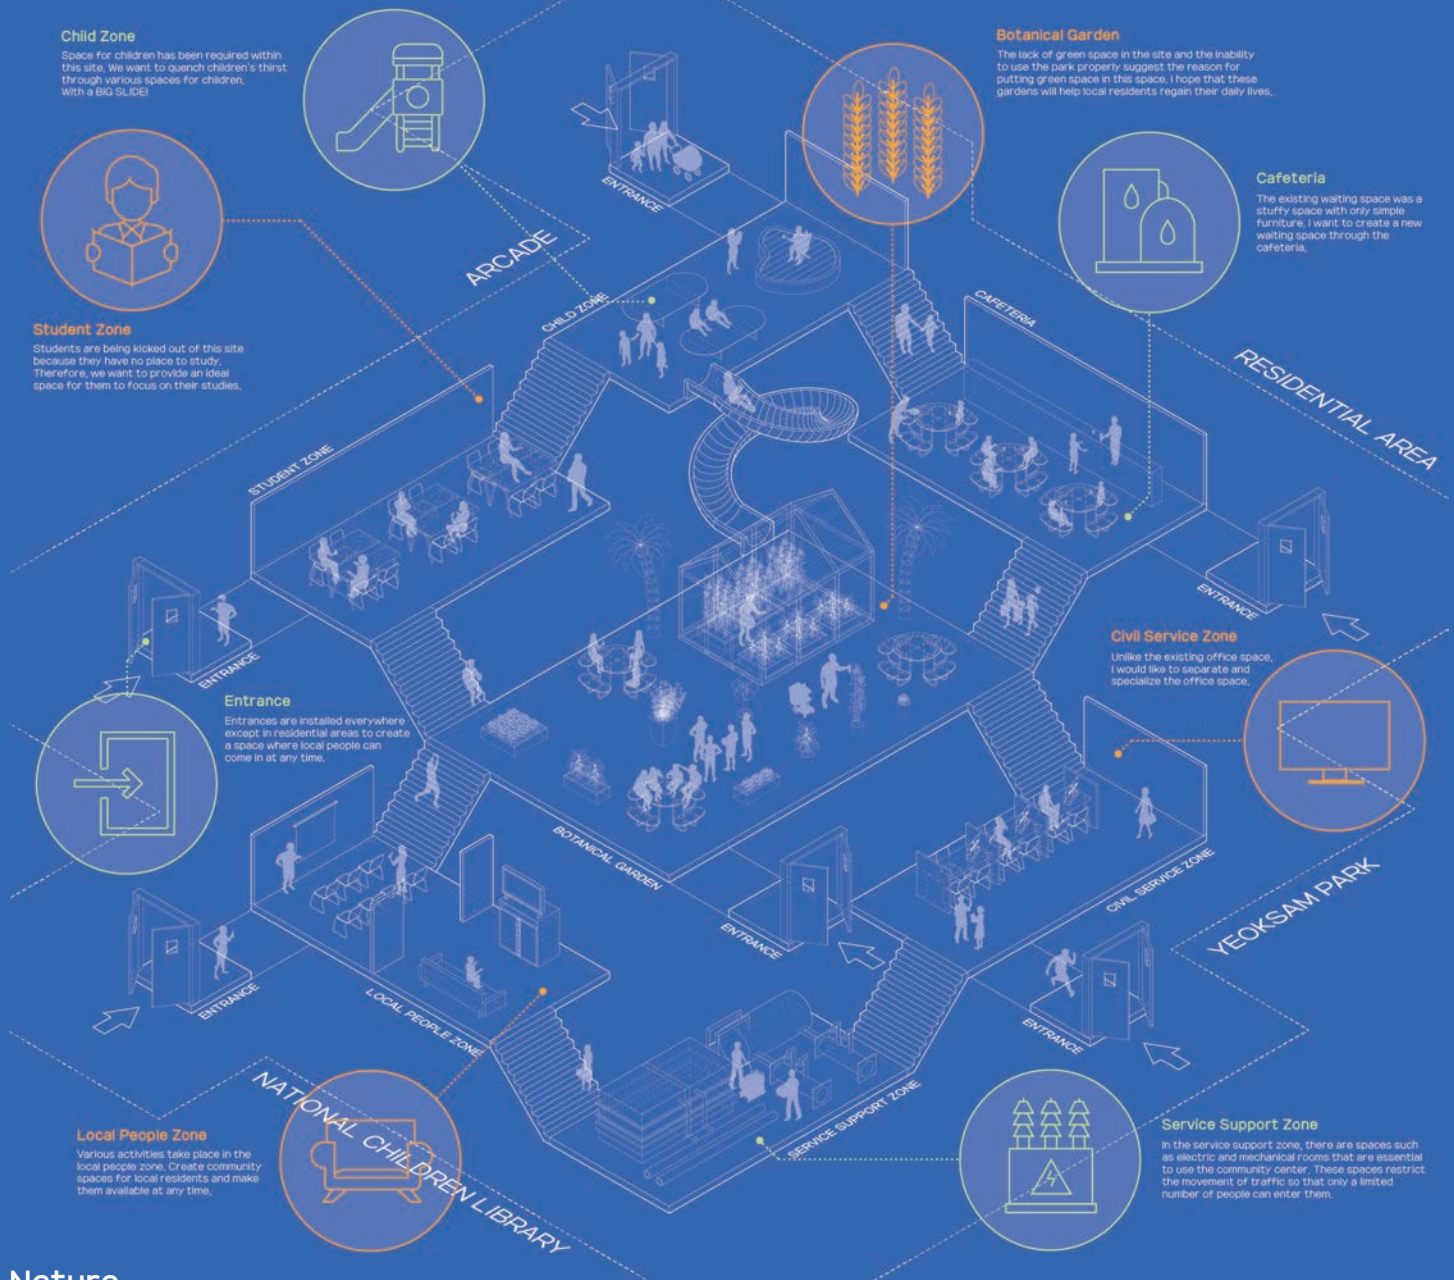 Child Zone
Space for children has been required within
this site, We want to quench children's thirst
through various spaces for children,
With a BIG SLIDE!
Botanical Garden
The lack of green space in the site and the inability
to use the park properly suggest the reason for
putting green space in this space, I hope that these
gardens will help local residents regain their daily lives,
Cafeteria
The existing waiting space was a
stuffy space with only simple
furniture, I want to create a new
waiting space through the
cafeteria,
ENTRANCE
ARCADE
CHILD ZONE
CAFETERIA
RESIDENTIAL AREA
Student Zone
Students are being kicked out of this site
because they have no place to study,
Therefore, we want to provide an ideal
space for them to focus on their studies,
STUDENT ZONE
ENTRANCE
Civil Service Zone
Unlike the existing office space,
I would like to separate and
specialize the office space,
ENTRANCE
Entrance
Entrances are installed everywhere
except in residential areas to create
a space where local people can
come in at any time,
BOTANICAL GARDEN
CIVIL SERVICE ZONE
YEOKSAM PARK
ENTRANCE
ENTRANCE
LOCAL PEOPLE ZONE
ENTRANCE
NATIONAL CHILDREN LIBRARY
SERVICE SUPPORT ZONE
Local People Zone
Various activities take place in the
local people zone, Create community
spaces for local residents and make
them available at any time,
Service Support Zone
In the service support zone, there are spaces such
as electric and mechanical rooms that are essential
to use the community center, These spaces restrict
the movement of traffic so that only a limited
number of people can enter them,
Nature